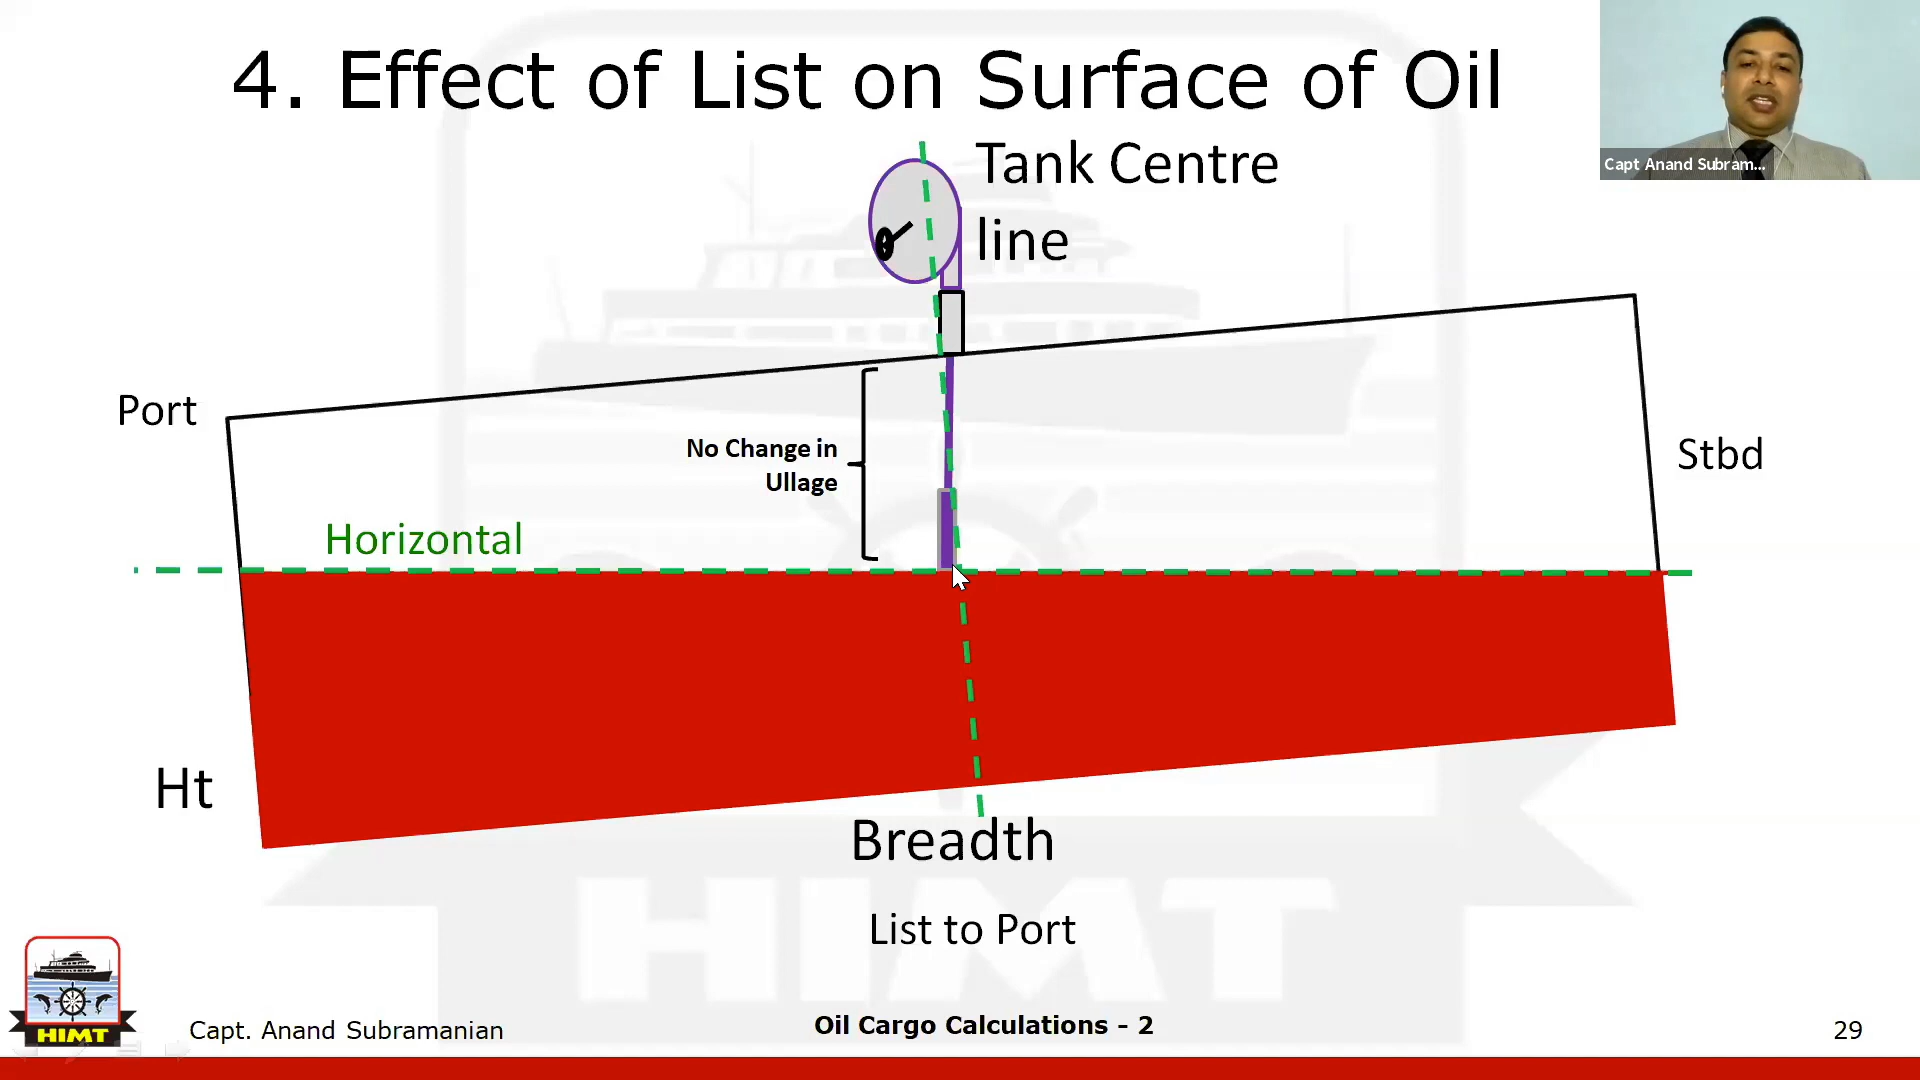 4. Effect of List on Surface of Oil
Capt Anand Subram...
Tank Centre
line
Port
No Change in
Ullage
Stbd
Horizontal
Ht
Breadth
HIMT
List to Port
HIMT
Capt. Anand Subramanian
Oil Cargo Calculations - 2
29